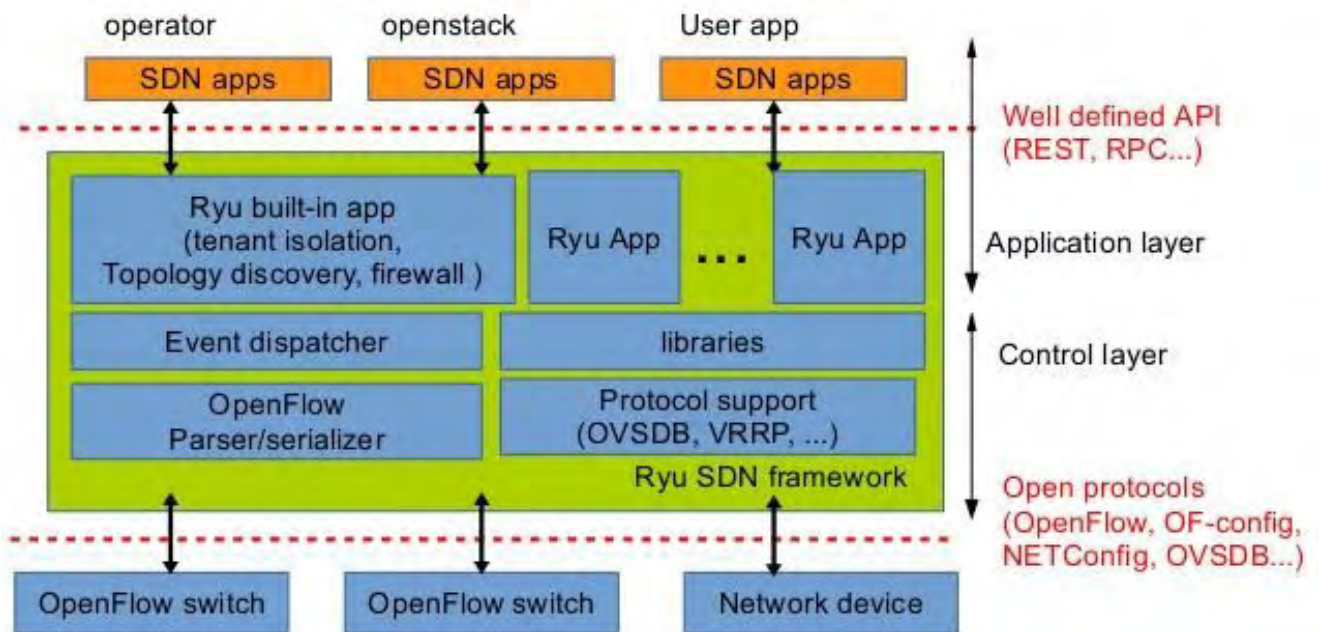 operator
openstack
User app
SDN apps
SDN apps
SDN apps
Well defined API
(REST, RPC...)
Ryu built-in app
(tenant isolation,
Topology discovery, firewall )
Ryu App
...
Ryu App
Application layer
Event dispatcher
libraries
Control layer
OpenFlow
Parser/serializer
Protocol support
(OVSDB, VRRP, ...)
Ryu SDN framework
Open protocols
(OpenFlow, OF-config,
NETConfig, OVSDB...)
OpenFlow switch
OpenFlow switch
Network device